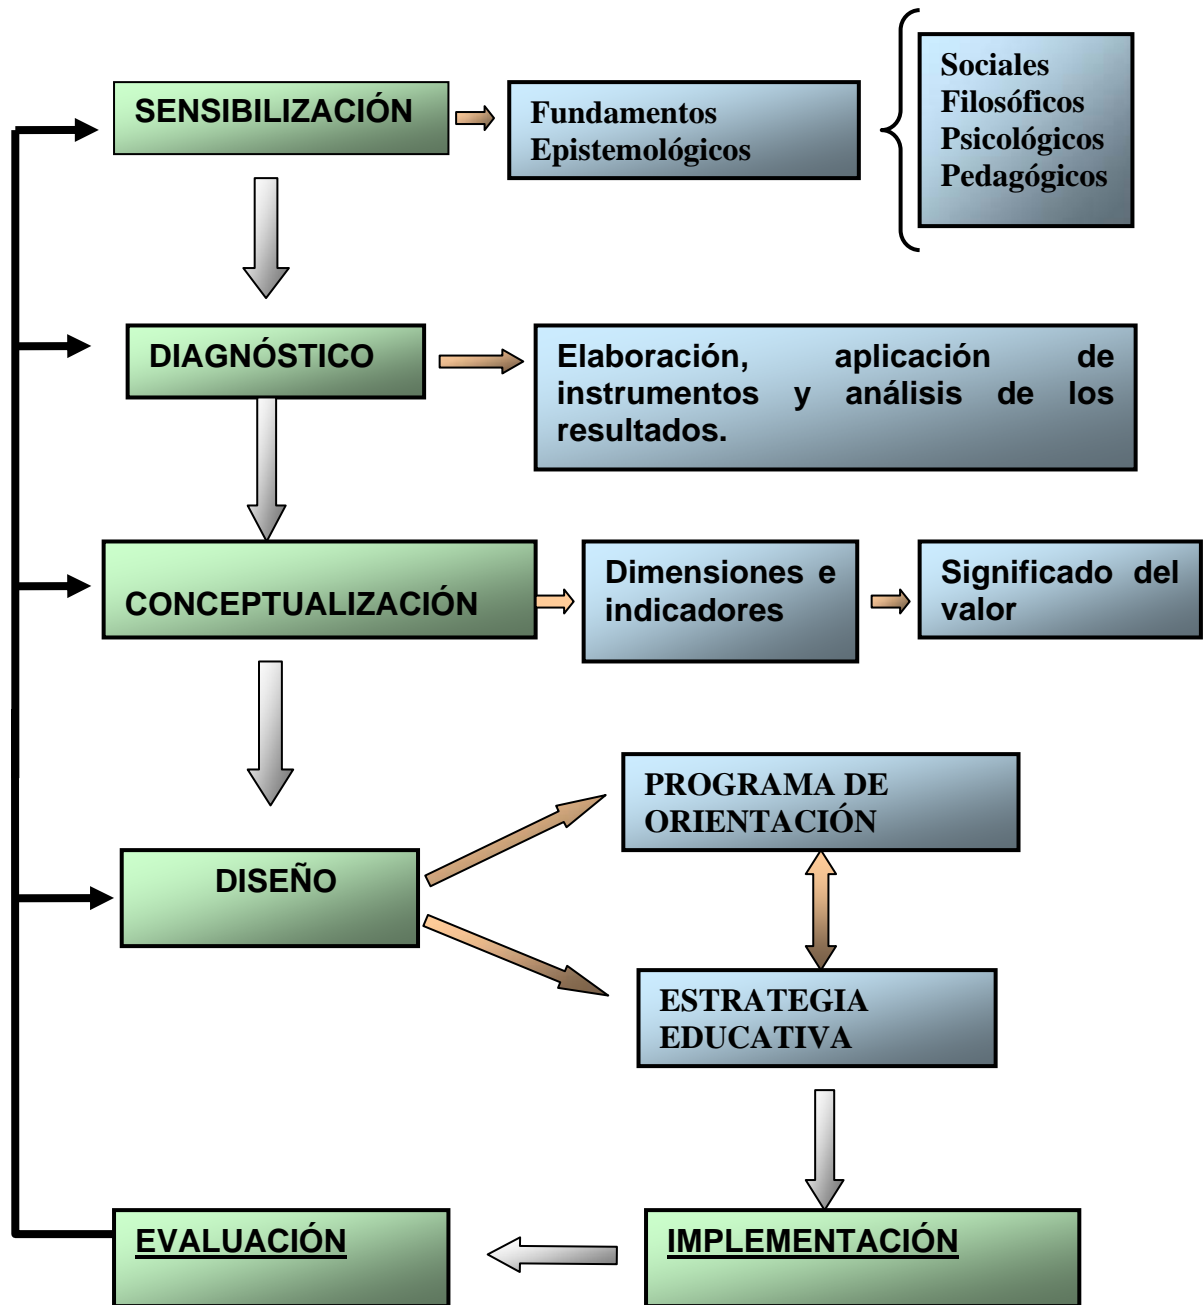 SENSIBILIZACIÓN
Fundamentos
Epistemológicos
Sociales
Filosóficos
Psicológicos
Pedagógicos
DIAGNÓSTICO
Elaboración, aplicación de
instrumentos y análisis de los
resultados.
CONCEPTUALIZACIÓN
Dimensiones e
indicadores
Significado del
valor
DISEÑO
PROGRAMA DE
ORIENTACIÓN
ESTRATEGIA
EDUCATIVA
EVALUACIÓN
IMPLEMENTACIÓN